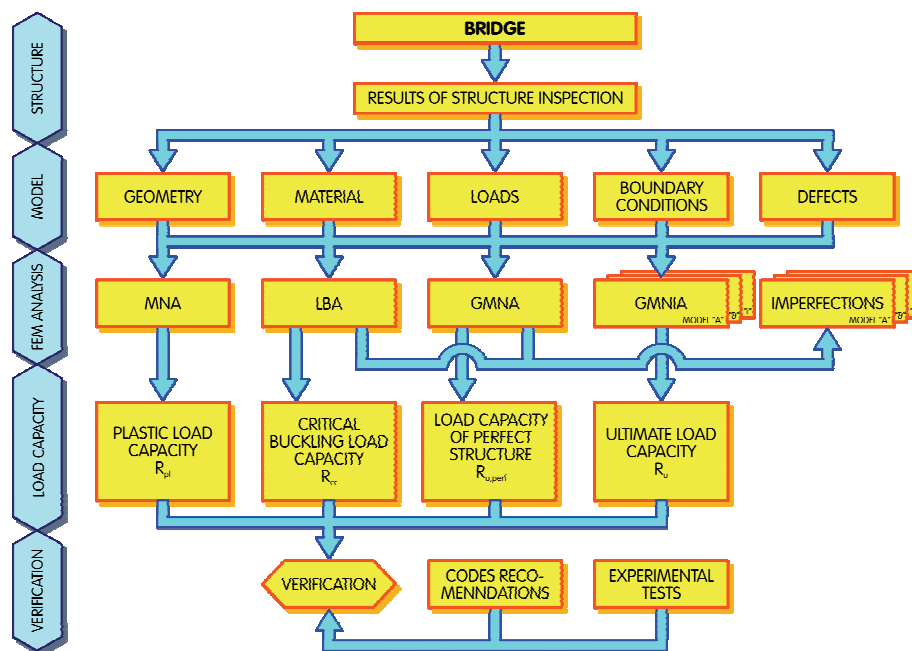 STRUCTURE
BRIDGE
RESULTS OF STRUCTURE INSPECTION
MODEL
GEOMETRY
MATERIAL
LOADS
BOUNDARY
CONDITIONS
DEFECTS
FEM ANALYSIS
MNA
LBA
GMNA
GMNIA
MODEL "A"
"B"
"C"
IMPERFECTIONS
MODEL "A"
"B"
"C"
LOAD CAPACITY
PLASTIC LOAD
CAPACITY
Rpl
CRITICAL
BUCKLING LOAD
CAPACITY
Rcr
LOAD CAPACITY
OF PERFECT
STRUCTURE
Ru,perf
ULTIMATE LOAD
CAPACITY
Ru
VERIFICATION
VERIFICATION
CODES RECO-
MENNDATIONS
EXPERIMENTAL
TESTS